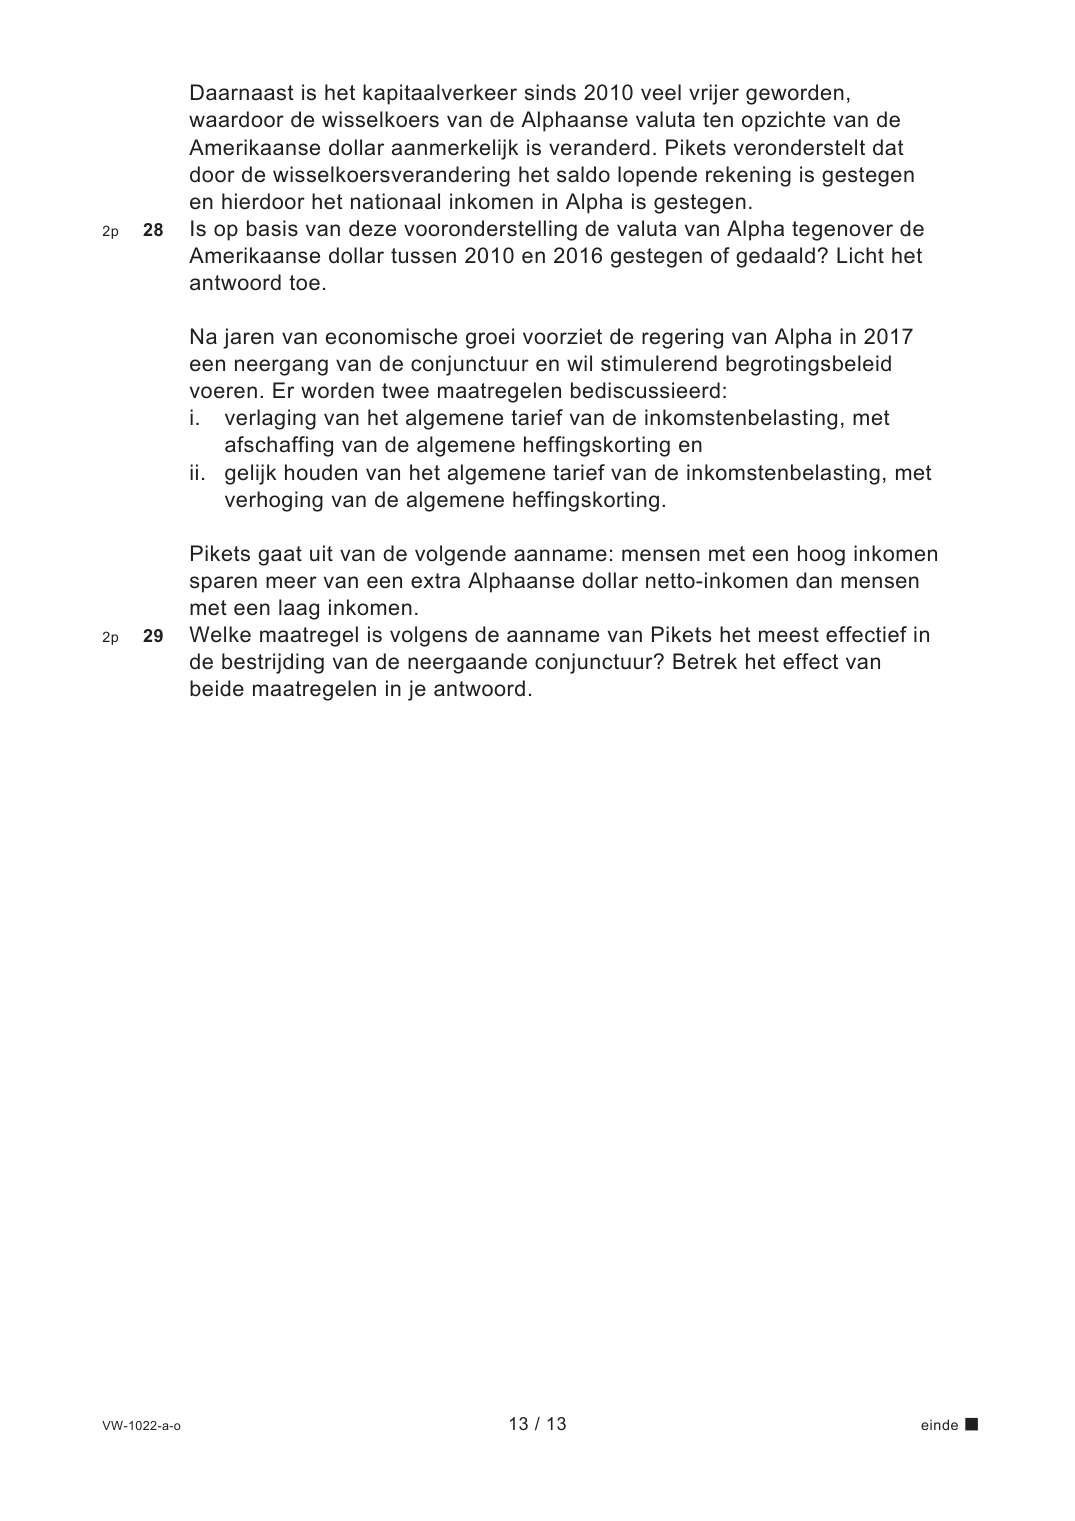 Daarnaast is het kapitaalverkeer sinds 2010 veel vrijer geworden,
waardoor de wisselkoers van de Alphaanse valuta ten opzichte van de
Amerikaanse dollar aanmerkelijk is veranderd. Pikets veronderstelt dat
door de wisselkoersverandering het saldo lopende rekening is gestegen
en hierdoor het nationaal inkomen in Alpha is gestegen.
2p 28 Is op basis van deze vooronderstelling de valuta van Alpha tegenover de
Amerikaanse dollar tussen 2010 en 2016 gestegen of gedaald? Licht het
antwoord toe.
Na jaren van economische groei voorziet de regering van Alpha in 2017
een neergang van de conjunctuur en wil stimulerend begrotingsbeleid
voeren. Er worden twee maatregelen bediscussieerd:
i. verlaging van het algemene tarief van de inkomstenbelasting, met
afschaffing van de algemene heffingskorting en
ii. gelijk houden van het algemene tarief van de inkomstenbelasting, met
verhoging van de algemene heffingskorting.
Pikets gaat uit van de volgende aanname: mensen met een hoog inkomen
sparen meer van een extra Alphaanse dollar netto-inkomen dan mensen
met een laag inkomen.
2p 29 Welke maatregel is volgens de aanname van Pikets het meest effectief in
de bestrijding van de neergaande conjunctuur? Betrek het effect van
beide maatregelen in je antwoord.
VW-1022-a-o 13 / 13 einde ■